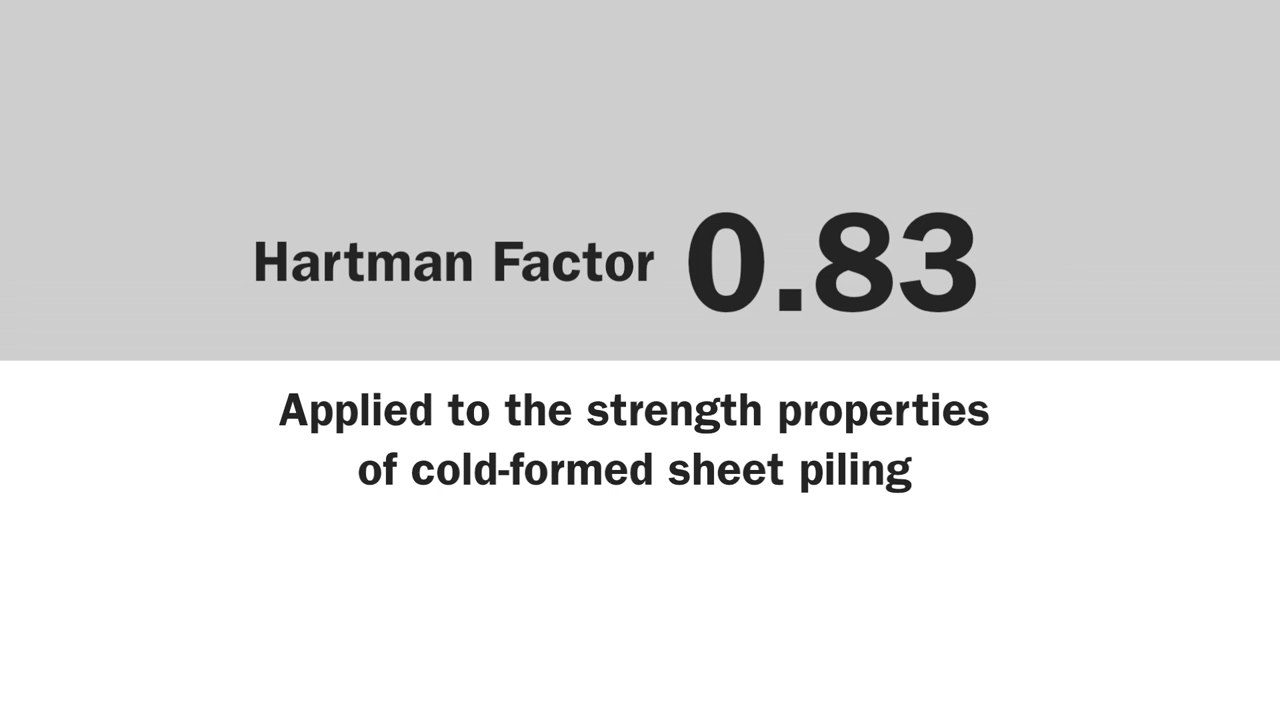 Hartman Factor 0.83
Applied to the strength properties
of cold-formed sheet piling